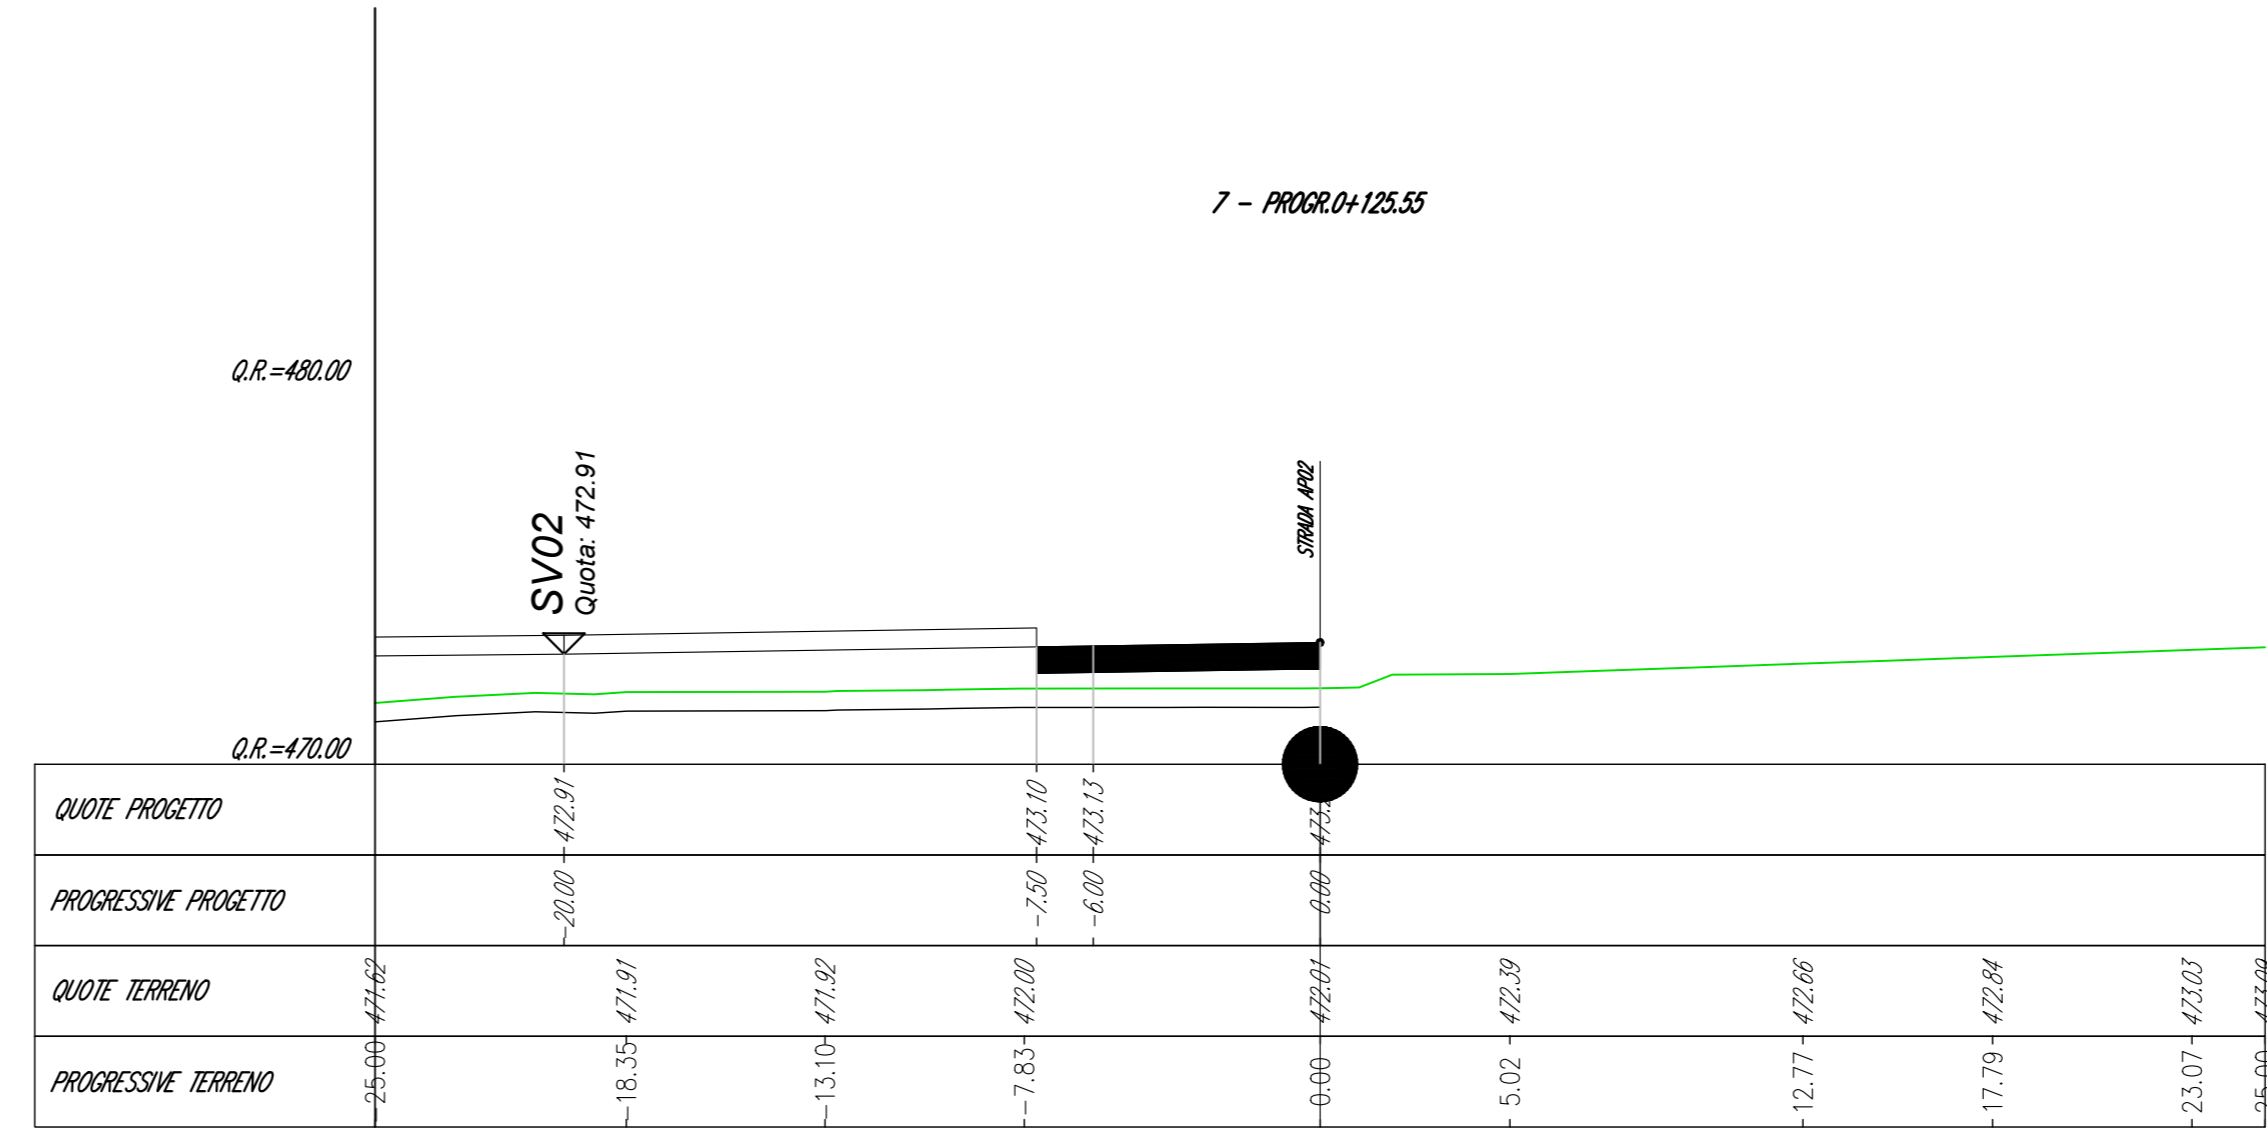 7 - PROGR.0+125.55
Q.R.=480.00
SV02
Quota: 472.91
STRADA AP02
Q.R.=470.00
QUOTE PROGETTO 472.91 473.10 473.13
PROGRESSIVE PROGETTO -20.00 -7.50 -6.00 0.00
QUOTE TERRENO 471.62 471.91 471.92 472.00 472.01 472.39 472.66 472.84 473.03
PROGRESSIVE TERRENO -25.00 -18.35 -13.10 -7.83 0.00 5.02 12.77 17.79 23.07